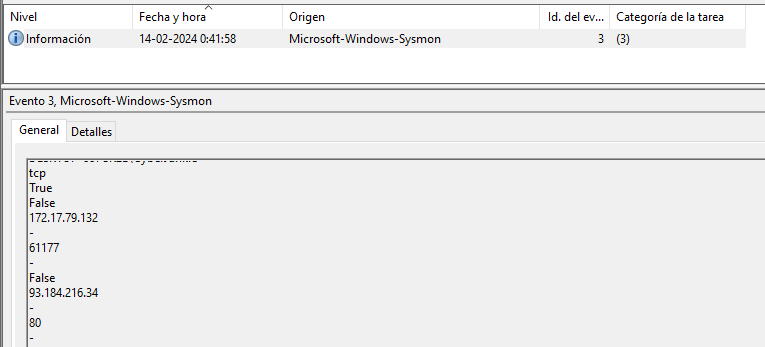 Nivel Fecha y hora Origen Id. del ev... Categoría de la tarea
Información 14-02-2024 0:41:58 Microsoft-Windows-Sysmon 3 (3)
Evento 3, Microsoft-Windows-Sysmon
General Detalles
tcp
True
False
172.17.79.132
-
61177
-
False
93.184.216.34
-
80
-